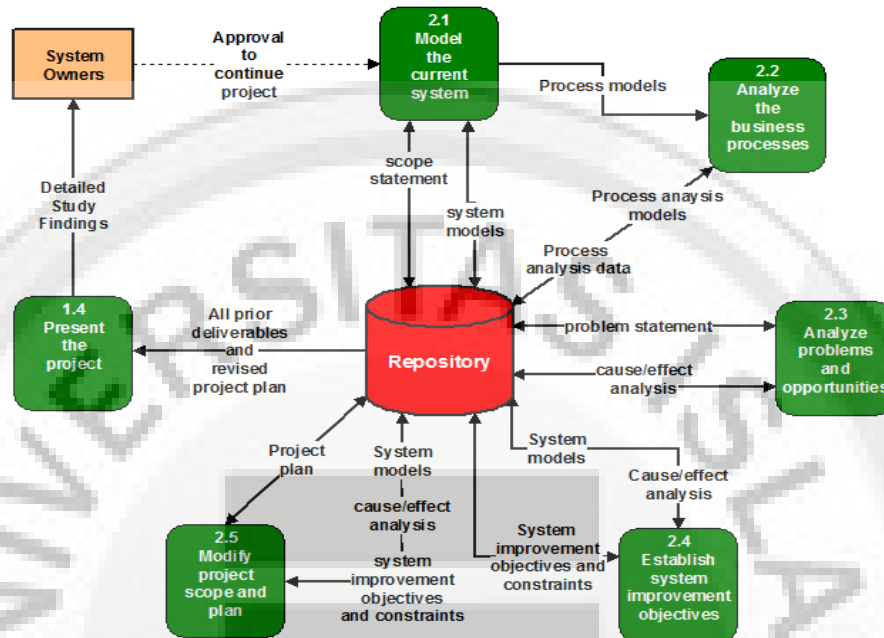 System
Owners
Approval
to
continue
project
2.1
Model
the
current
system
Process models
2.2
Analyze
the
business
processes
Detailed
Study
Findings
scope
statement
system
models
Process anaysis
models
Process
analysis data
1.4
Present
the
project
All prior
deliverables
and
revised
project plan
Repository
problem statement
cause/effect
analysis
2.3
Analyze
problems
and
opportunities
Project
plan
System
models
cause/effect
analysis
system
improvement
objectives
and constraints
System
models
Cause/effect
analysis
System
improvement
objectives and
constraints
2.5
Modify
project
scope and
plan
2.4
Establish
system
improvement
objectives